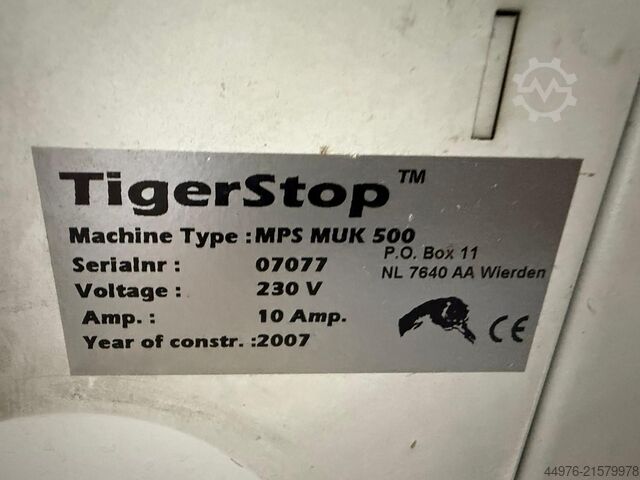 TigerStop™
Machine Type : MPS MUK 500
P.O. Box 11
Serialnr : 07077
NL 7640 AA Wierden
Voltage : 230 V
Amp. : 10 Amp.
Year of constr. :2007
CE
44976-21579978